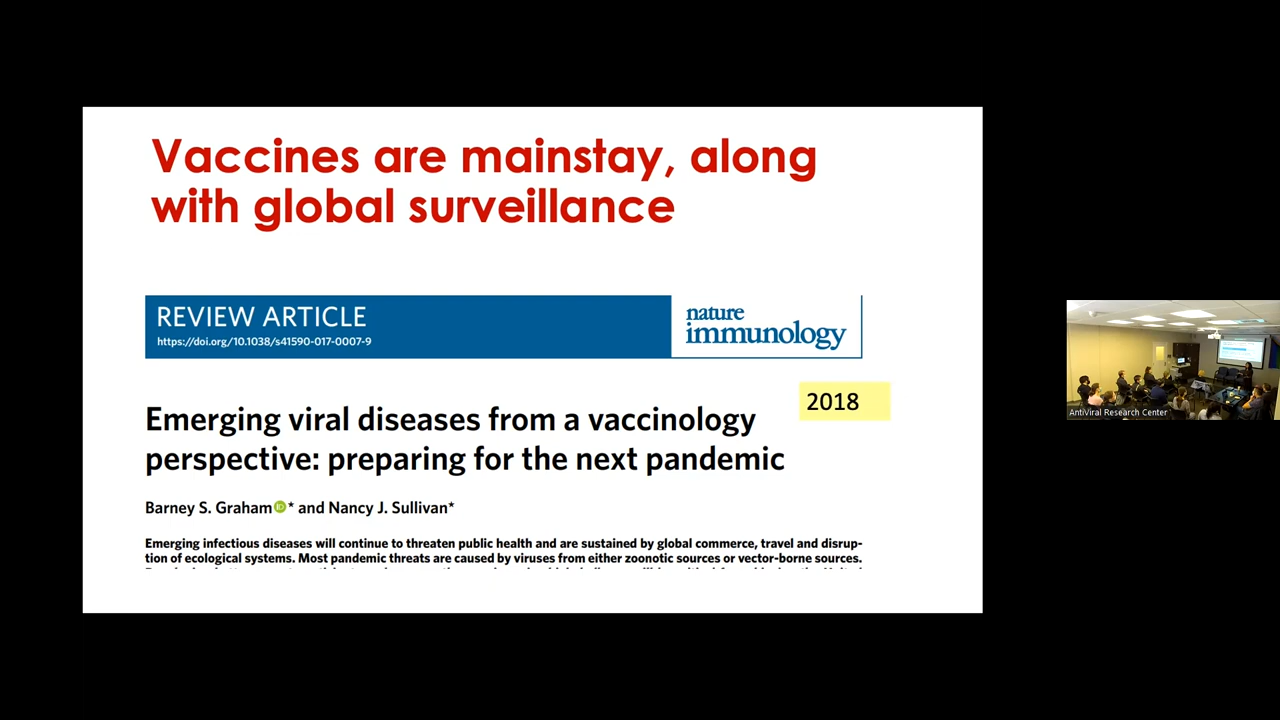 Vaccines are mainstay, along
with global surveillance
REVIEW ARTICLE
https://doi.org/10.1038/s41590-017-0007-9
nature
immunology
2018
Emerging viral diseases from a vaccinology
perspective: preparing for the next pandemic
Barney S. Graham iD * and Nancy J. Sullivan*
Emerging infectious diseases will continue to threaten public health and are sustained by global commerce, travel and disrup-
tion of ecological systems. Most pandemic threats are caused by viruses from either zoonotic sources or vector-borne sources.
AntiViral Research Center